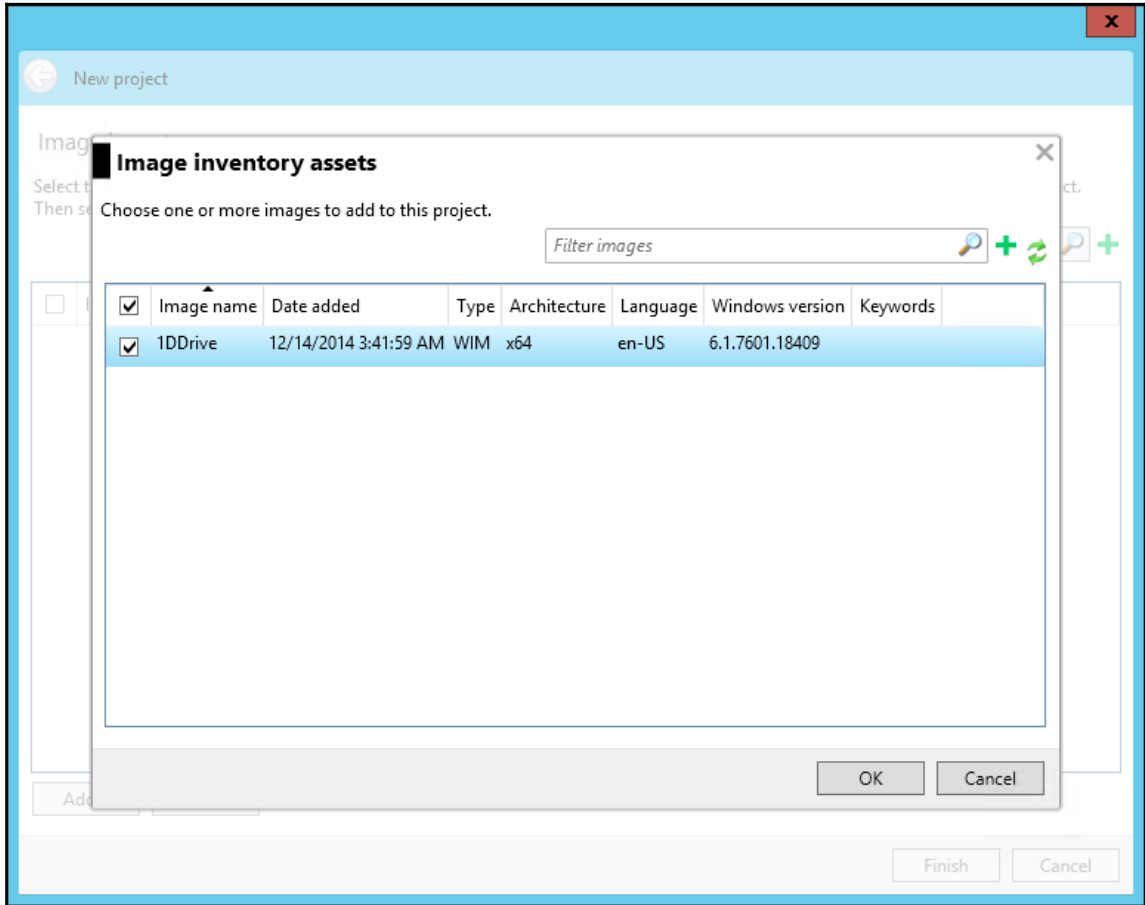 x
New project
Imag
Image inventory assets
Select t
ct.
Then se
Choose one or more images to add to this project.
Filter images
Image name Date added Type Architecture Language Windows version Keywords
1DDrive 12/14/2014 3:41:59 AM WIM x64 en-US 6.1.7601.18409
OK Cancel
Add
Finish Cancel